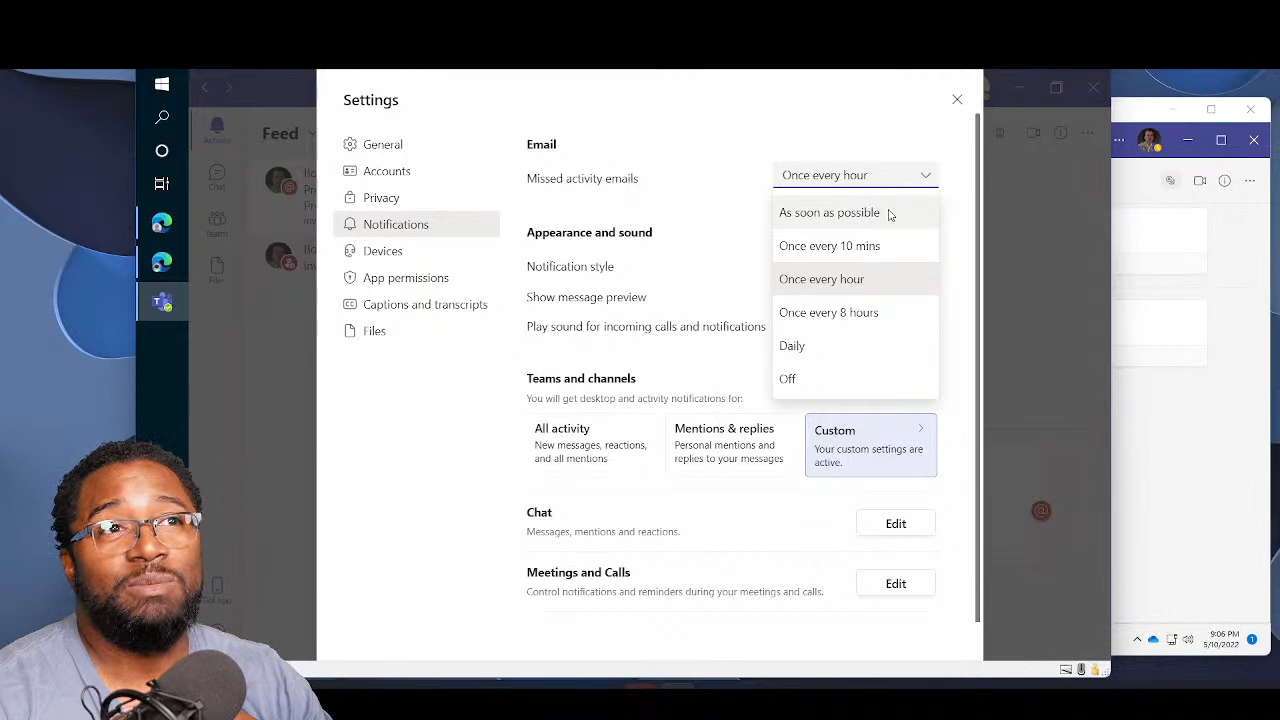 Settings
General
Accounts
Privacy
Notifications
Devices
App permissions
Captions and transcripts
Files
Email
Missed activity emails
Once every hour
As soon as possible
Once every 10 mins
Once every hour
Once every 8 hours
Daily
Off
Appearance and sound
Notification style
Show message preview
Play sound for incoming calls and notifications
Teams and channels
You will get desktop and activity notifications for:
All activity
New messages, reactions,
and all mentions
Mentions & replies
Personal mentions and
replies to your messages
Custom
Your custom settings are
active.
Chat
Messages, mentions and reactions.
Edit
Meetings and Calls
Control notifications and reminders during your meetings and calls.
Edit
Feed
Activity
Chat
Teams
Files
9:06 PM
5/10/2022
1